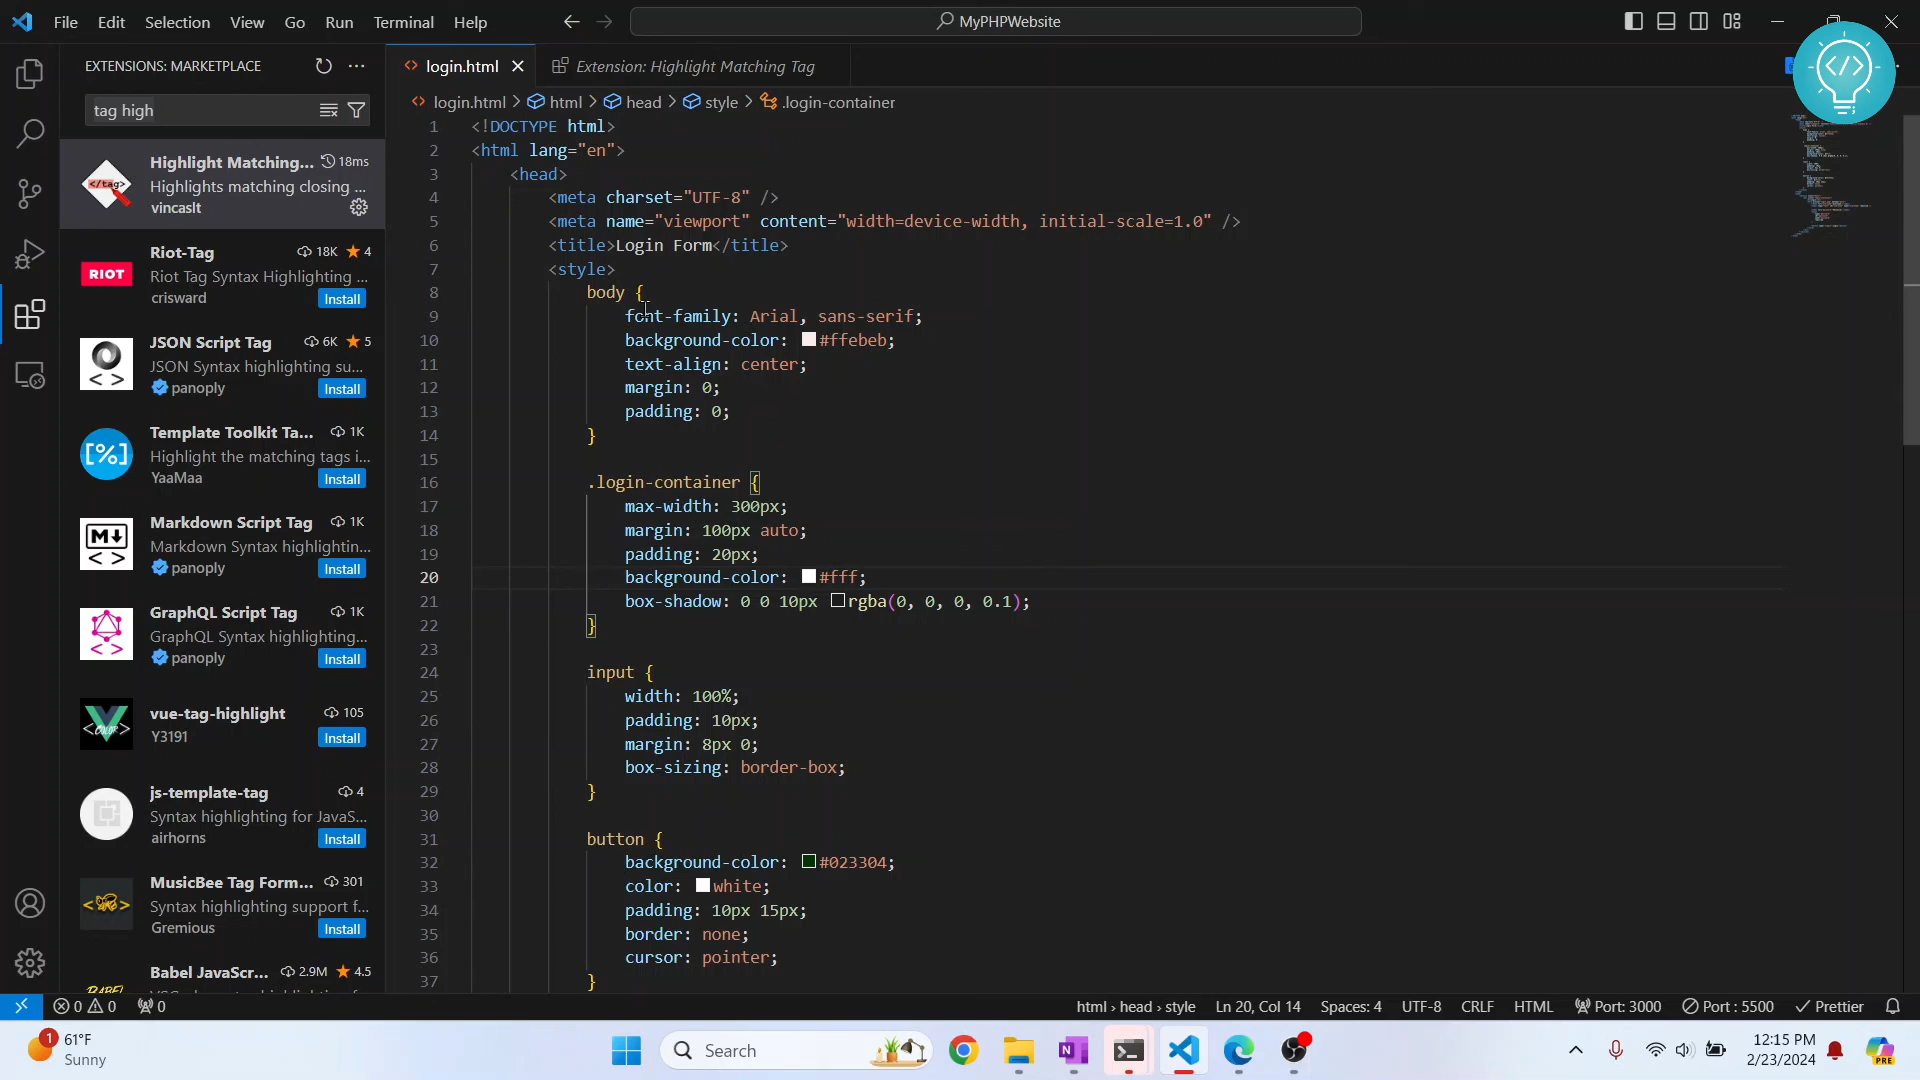 File Edit Selection View Go Run Terminal Help
MyPHPWebsite
EXTENSIONS: MARKETPLACE
tag high
Highlight Matching... 18ms
Highlights matching closing ...
vincaslt
Riot-Tag 18K 4
RIOT
Riot Tag Syntax Highlighting ...
crisward Install
JSON Script Tag 6K 5
JSON Syntax highlighting su...
panoply Install
Template Toolkit Ta... 1K
[%]
Highlight the matching tags i...
YaaMaa Install
Markdown Script Tag 1K
Markdown Syntax highlightin...
panoply Install
GraphQL Script Tag 1K
GraphQL Syntax highlighting...
panoply Install
vue-tag-highlight 105
Y3191 Install
js-template-tag 4
Syntax highlighting for JavaS...
airhorns Install
MusicBee Tag Form... 301
Syntax highlighting support f...
Gremious Install
Babel JavaScr... 2.9M 4.5
login.html Extension: Highlight Matching Tag
login.html > html > head > style > .login-container
1 <!DOCTYPE html>
2 <html lang="en">
3 <head>
4 <meta charset="UTF-8" />
5 <meta name="viewport" content="width=device-width, initial-scale=1.0" />
6 <title>Login Form</title>
7 <style>
8 body {
9 font-family: Arial, sans-serif;
10 background-color: #ffebeb;
11 text-align: center;
12 margin: 0;
13 padding: 0;
14 }
15
16 .login-container {
17 max-width: 300px;
18 margin: 100px auto;
19 padding: 20px;
20 background-color: #fff;
21 box-shadow: 0 0 10px rgba(0, 0, 0, 0.1);
22 }
23
24 input {
25 width: 100%;
26 padding: 10px;
27 margin: 8px 0;
28 box-sizing: border-box;
29 }
30
31 button {
32 background-color: #023304;
33 color: white;
34 padding: 10px 15px;
35 border: none;
36 cursor: pointer;
37 }
0 0 0 html > head > style Ln 20, Col 14 Spaces: 4 UTF-8 CRLF HTML Port: 3000 Port : 5500 Prettier
1 61°F
Sunny
Search
12:15 PM
2/23/2024
PRE